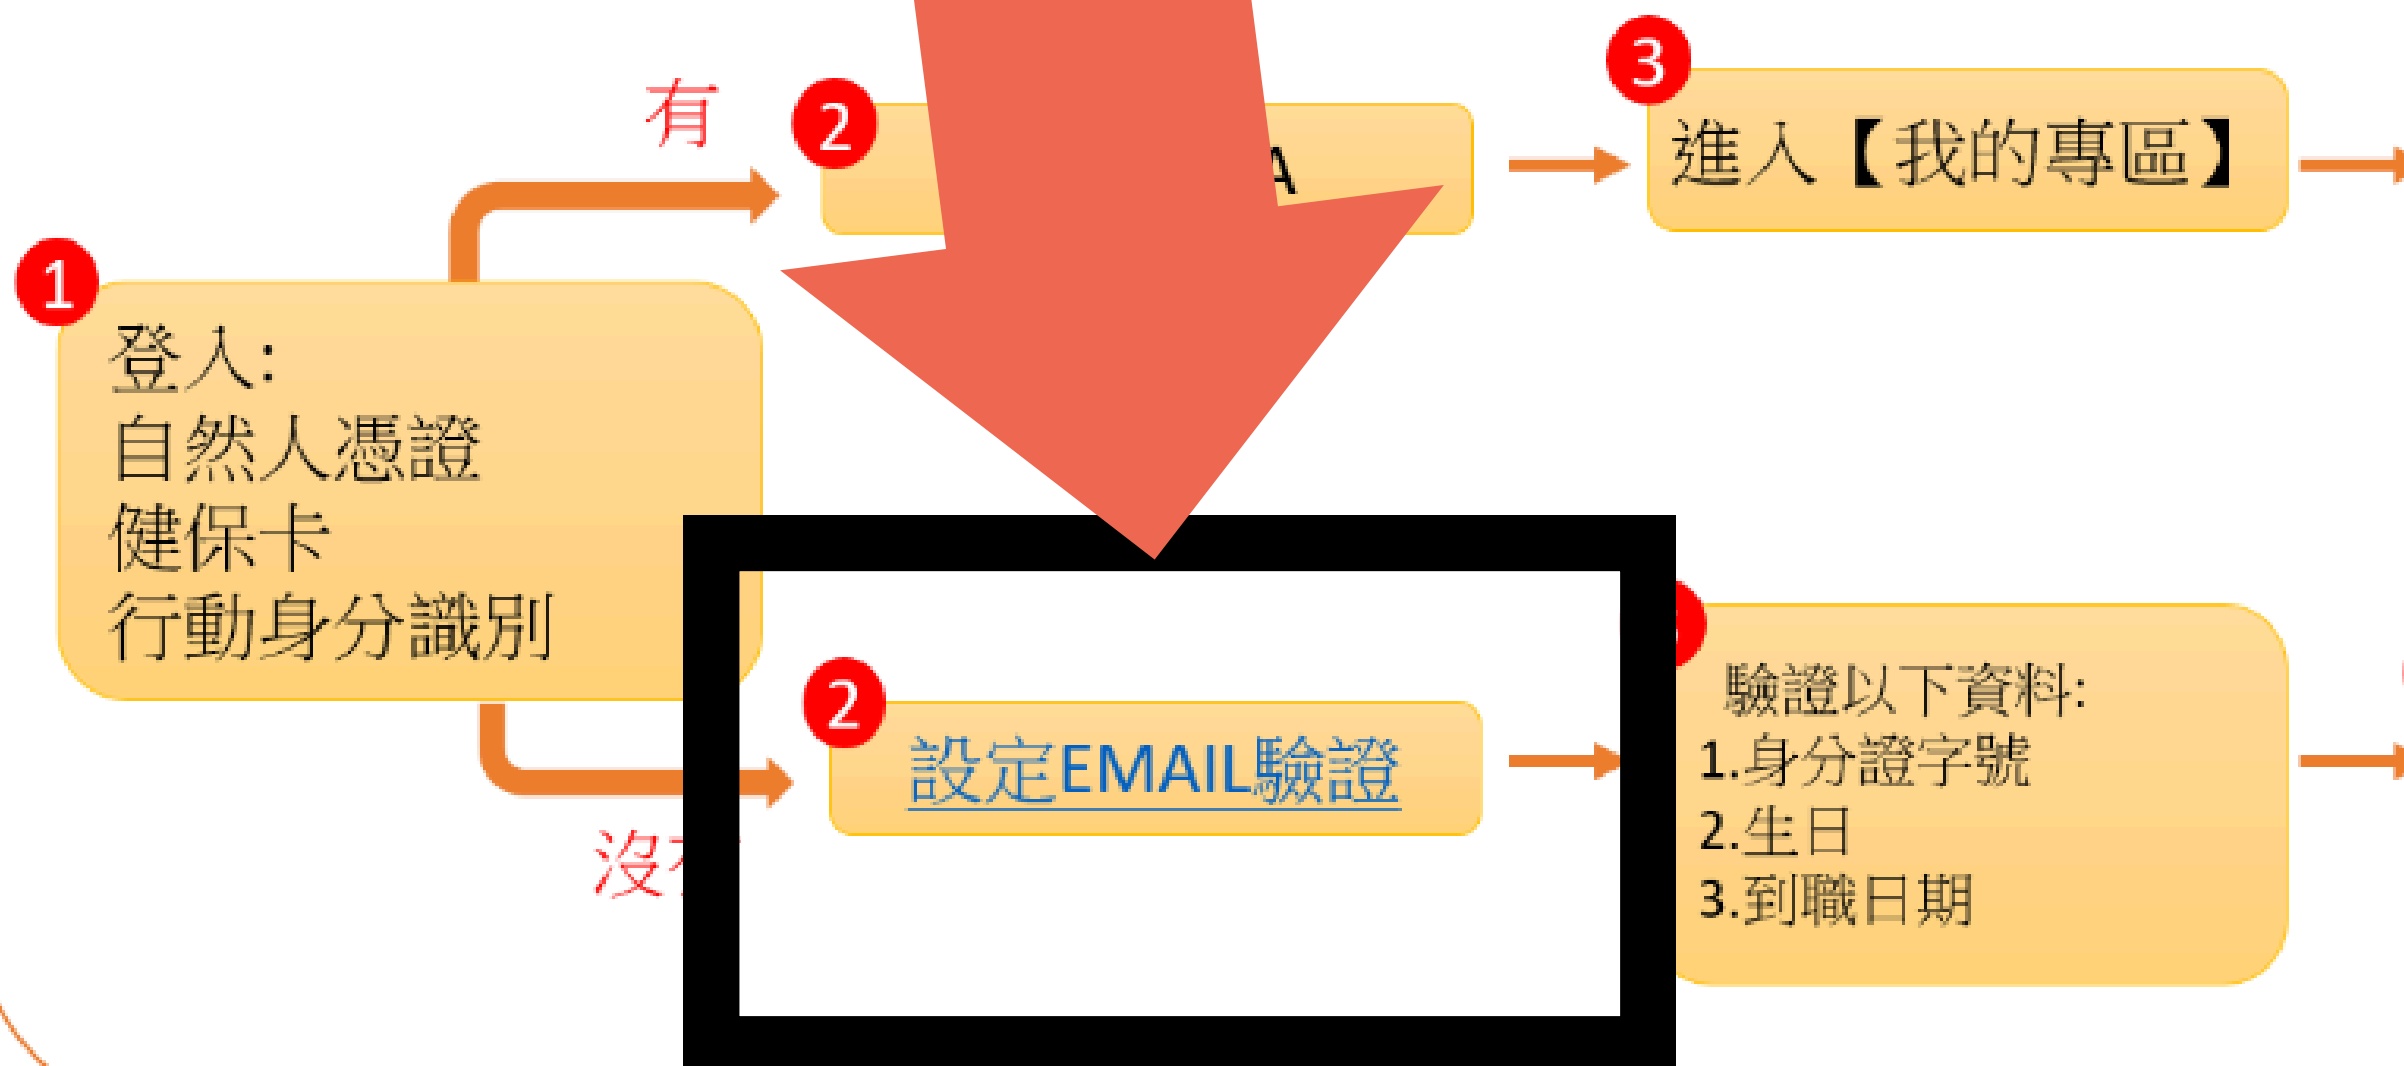 有
2
A
3
進入【我的專區】
1
登入:
自然人憑證
健保卡
行動身分識別
2
設定EMAIL驗證
沒
驗證以下資料:
1.身分證字號
2.生日
3.到職日期